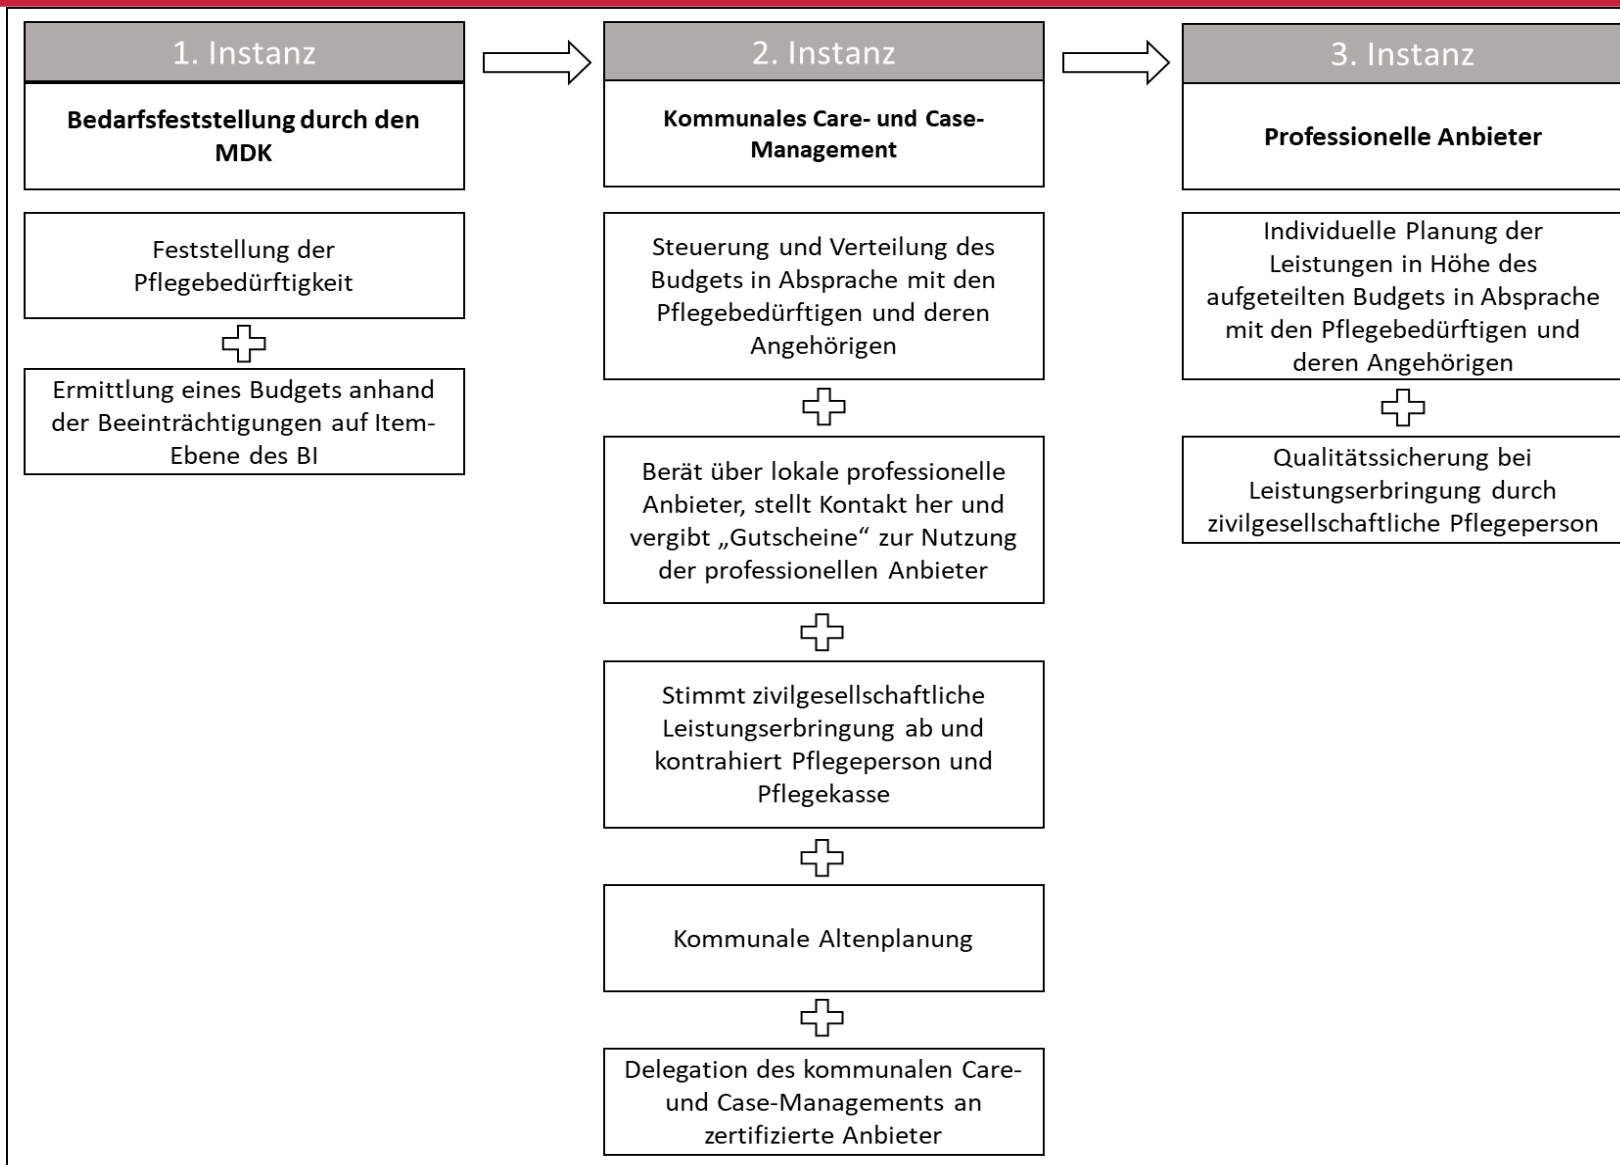 1. Instanz
Bedarfsfeststellung durch den
MDK
Feststellung der
Pflegebedürftigkeit
Ermittlung eines Budgets anhand
der Beeinträchtigungen auf Item-
Ebene des BI
2. Instanz
Kommunales Care- und Case-
Management
Steuerung und Verteilung des
Budgets in Absprache mit den
Pflegebedürftigen und deren
Angehörigen
Berät über lokale professionelle
Anbieter, stellt Kontakt her und
vergibt „Gutscheine“ zur Nutzung
der professionellen Anbieter
Stimmt zivilgesellschaftliche
Leistungserbringung ab und
kontrahiert Pflegeperson und
Pflegekasse
Kommunale Altenplanung
Delegation des kommunalen Care-
und Case-Managements an
zertifizierte Anbieter
3. Instanz
Professionelle Anbieter
Individuelle Planung der
Leistungen in Höhe des
aufgeteilten Budgets in Absprache
mit den Pflegebedürftigen und
deren Angehörigen
Qualitätssicherung bei
Leistungserbringung durch
zivilgesellschaftliche Pflegeperson